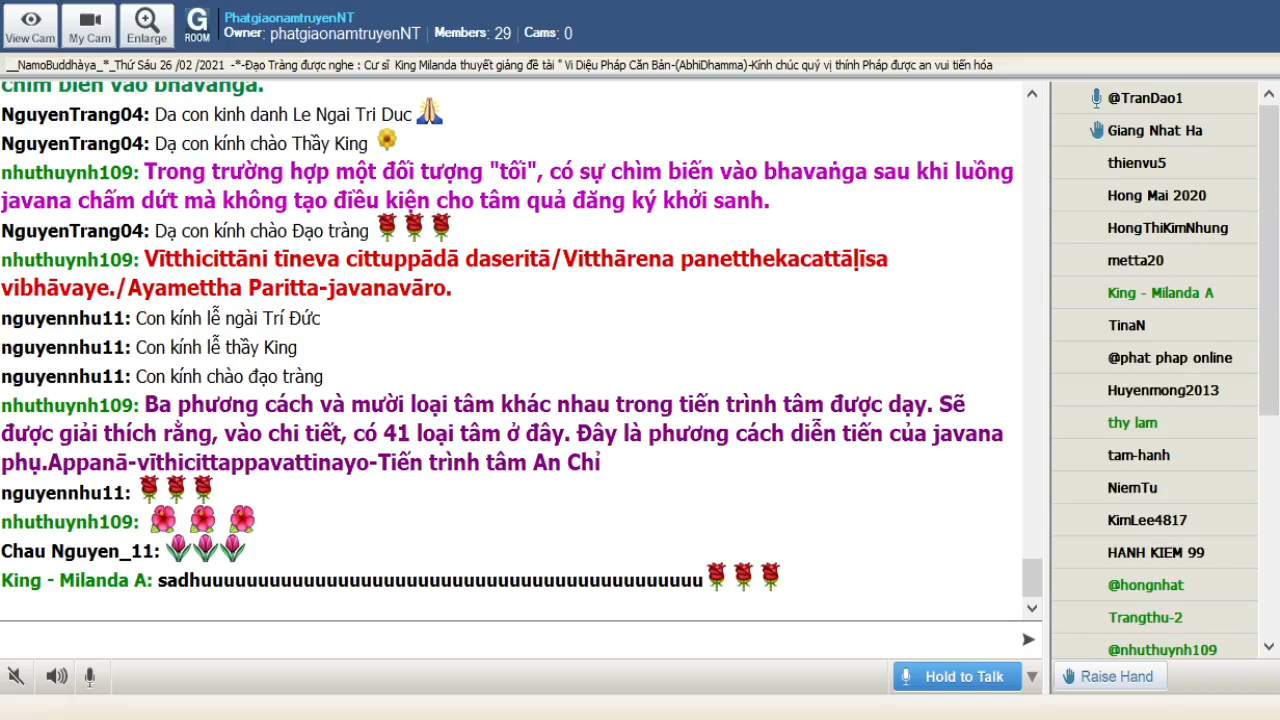 View Cam
My Cam
Enlarge
G
ROOM
PhatgiaonamtruyenNT
Owner: phatgiaonamtruyenNT | Members: 29 | Cams: 0
__NamoBuddhàya_*_Thứ Sáu 26 /02 /2021 -*-Đạo Tràng được nghe : Cư sĩ King Milanda thuyết giảng đề tài " Vi Diệu Pháp Căn Bản-(AbhiDhamma)-Kính chúc quý vị thính Pháp được an vui tiến hóa
chìm biến vào bhavaṅga.
NguyenTrang04: Dạ con kinh danh Le Ngai Tri Duc
NguyenTrang04: Dạ con kính chào Thầy King
nhuthuynh109: Trong trường hợp một đối tượng "tối", có sự chìm biến vào bhavaṅga sau khi luồng
javana chấm dứt mà không tạo điều kiện cho tâm quả đăng ký khởi sanh.
NguyenTrang04: Dạ con kính chào Đạo tràng
nhuthuynh109: Vītthicittāni tīneva cittuppādā daseritā/Vitthārena panetthekacattāḷīsa
vibhāvaye./Ayamettha Paritta-javanavāro.
nguyennhu11: Con kính lễ ngài Trí Đức
nguyennhu11: Con kính lễ thầy King
nguyennhu11: Con kính chào đạo tràng
nhuthuynh109: Ba phương cách và mười loại tâm khác nhau trong tiến trình tâm được dạy. Sẽ
được giải thích rằng, vào chi tiết, có 41 loại tâm ở đây. Đây là phương cách diễn tiến của javana
phụ.Appanā-vīthicittappavattinayo-Tiến trình tâm An Chỉ
nguyennhu11:
nhuthuynh109:
Chau Nguyen_11:
King - Milanda A: sadhuuuuuuuuuuuuuuuuuuuuuuuuuuuuuuuuuuuuuuuuuuuu
@TranDao1
Giang Nhat Ha
thienvu5
Hong Mai 2020
HongThiKimNhung
metta20
King - Milanda A
TinaN
@phat phap online
Huyenmong2013
thy lam
tam-hanh
NiemTu
KimLee4817
HANH KIEM 99
@hongnhat
Trangthu-2
@nhuthuynh109
Hold to Talk
Raise Hand